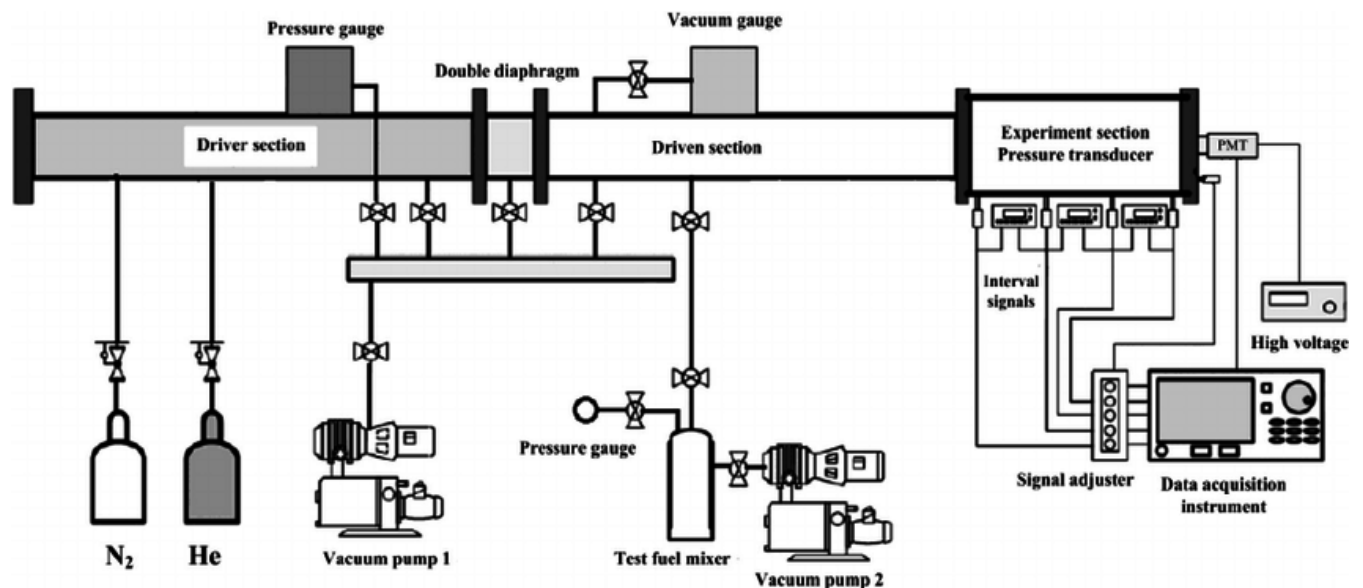 Pressure gauge
Vacuum gauge
Double diaphragm
Driver section
Driven section
Experiment section
Pressure transducer
PMT
Interval
signals
High voltage
Pressure gauge
Signal adjuster
Data acquisition
instrument
N₂
He
Vacuum pump 1
Test fuel mixer
Vacuum pump 2